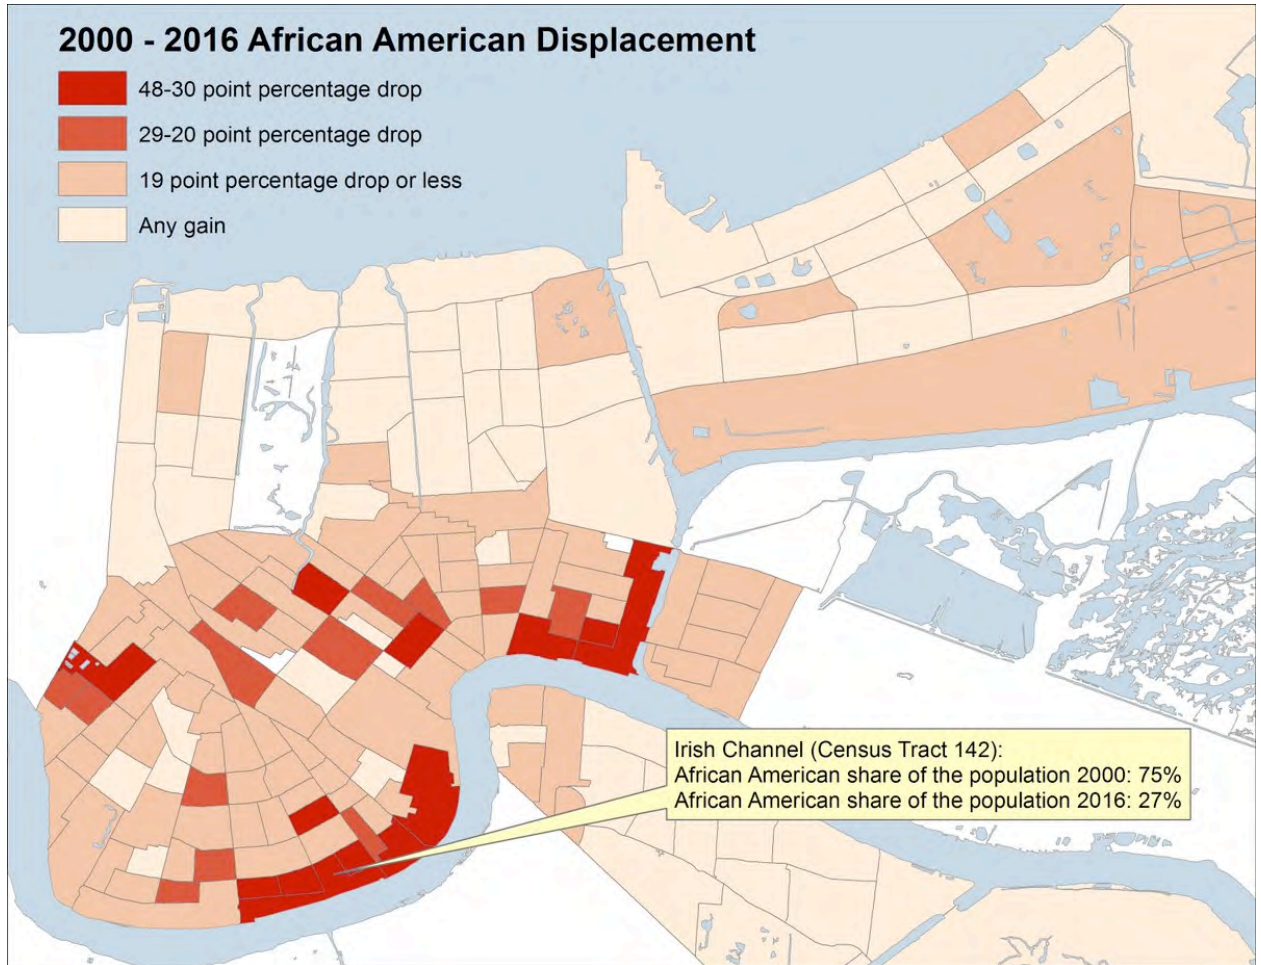 2000 - 2016 African American Displacement
48-30 point percentage drop
29-20 point percentage drop
19 point percentage drop or less
Any gain
Irish Channel (Census Tract 142):
African American share of the population 2000: 75%
African American share of the population 2016: 27%